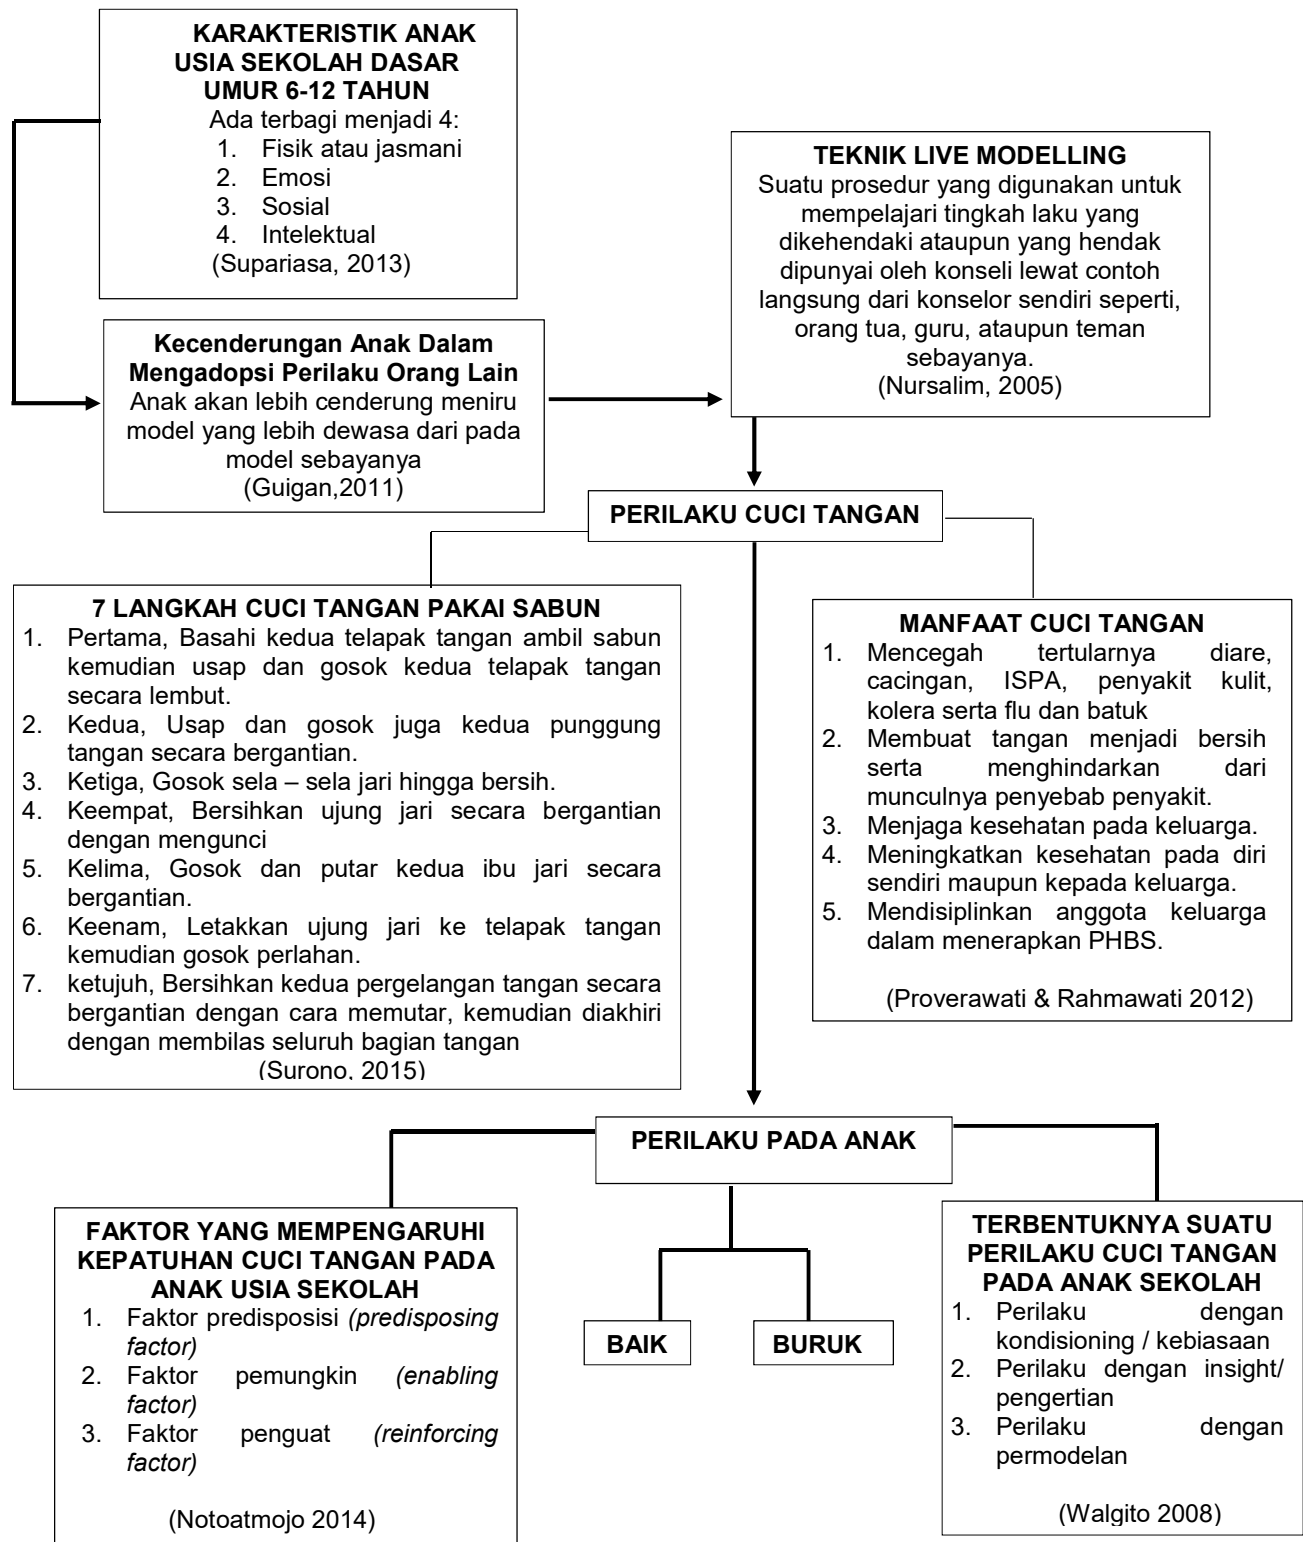 KARAKTERISTIK ANAK
USIA SEKOLAH DASAR
UMUR 6-12 TAHUN
Ada terbagi menjadi 4:
1. Fisik atau jasmani
2. Emosi
3. Sosial
4. Intelektual
(Supariasa, 2013)
Kecenderungan Anak Dalam
Mengadopsi Perilaku Orang Lain
Anak akan lebih cenderung meniru
model yang lebih dewasa dari pada
model sebayanya
(Guigan,2011)
TEKNIK LIVE MODELLING
Suatu prosedur yang digunakan untuk
mempelajari tingkah laku yang
dikehendaki ataupun yang hendak
dipunyai oleh konseli lewat contoh
langsung dari konselor sendiri seperti,
orang tua, guru, ataupun teman
sebayanya.
(Nursalim, 2005)
PERILAKU CUCI TANGAN
7 LANGKAH CUCI TANGAN PAKAI SABUN
1. Pertama, Basahi kedua telapak tangan ambil sabun
kemudian usap dan gosok kedua telapak tangan
secara lembut.
2. Kedua, Usap dan gosok juga kedua punggung
tangan secara bergantian.
3. Ketiga, Gosok sela – sela jari hingga bersih.
4. Keempat, Bersihkan ujung jari secara bergantian
dengan mengunci
5. Kelima, Gosok dan putar kedua ibu jari secara
bergantian.
6. Keenam, Letakkan ujung jari ke telapak tangan
kemudian gosok perlahan.
7. ketujuh, Bersihkan kedua pergelangan tangan secara
bergantian dengan cara memutar, kemudian diakhiri
dengan membilas seluruh bagian tangan
(Surono, 2015)
MANFAAT CUCI TANGAN
1. Mencegah tertularnya diare,
cacingan, ISPA, penyakit kulit,
kolera serta flu dan batuk
2. Membuat tangan menjadi bersih
serta menghindarkan dari
munculnya penyebab penyakit.
3. Menjaga kesehatan pada keluarga.
4. Meningkatkan kesehatan pada diri
sendiri maupun kepada keluarga.
5. Mendisiplinkan anggota keluarga
dalam menerapkan PHBS.
(Proverawati & Rahmawati 2012)
PERILAKU PADA ANAK
FAKTOR YANG MEMPENGARUHI
KEPATUHAN CUCI TANGAN PADA
ANAK USIA SEKOLAH
1. Faktor predisposisi (predisposing
factor)
2. Faktor pemungkin (enabling
factor)
3. Faktor penguat (reinforcing
factor)
(Notoatmojo 2014)
BAIK
BURUK
TERBENTUKNYA SUATU
PERILAKU CUCI TANGAN
PADA ANAK SEKOLAH
1. Perilaku dengan
kondisioning / kebiasaan
2. Perilaku dengan insight/
pengertian
3. Perilaku dengan
permodelan
(Walgito 2008)